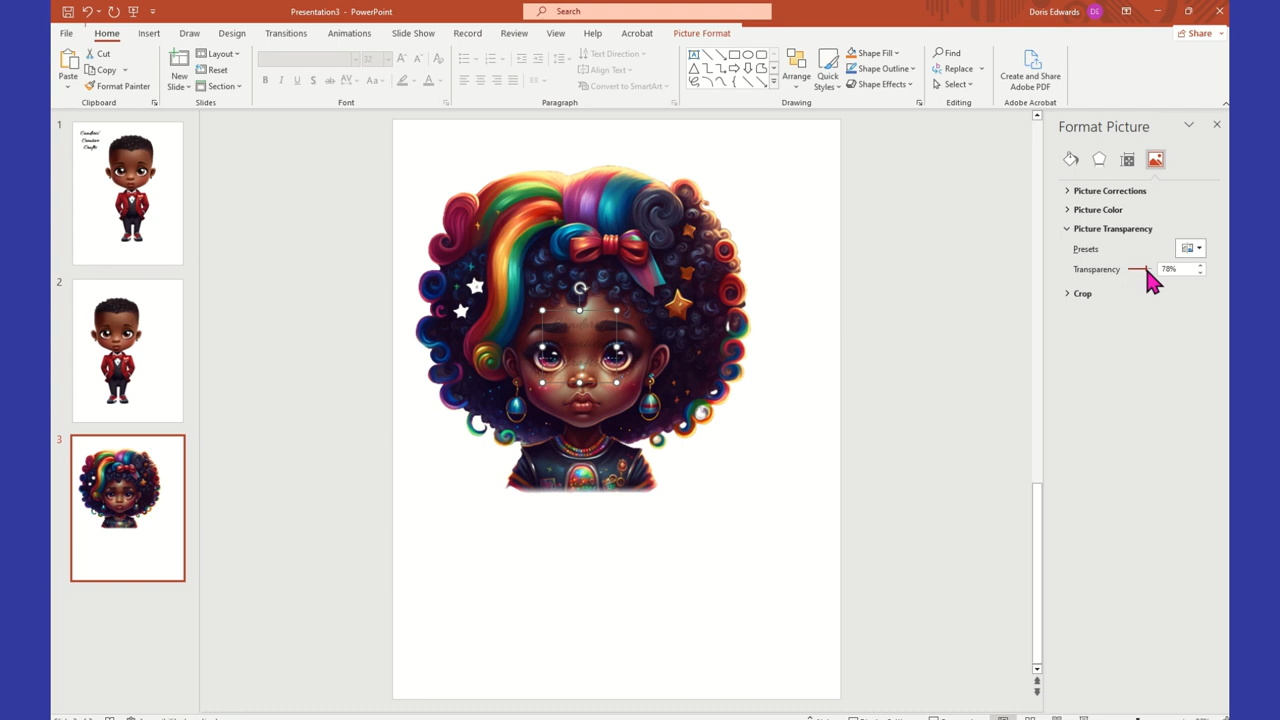 Presentation3 - PowerPoint
Search
Doris Edwards DE
File Home Insert Draw Design Transitions Animations Slide Show Record Review View Help Acrobat Picture Format
Share
Paste
Cut
Copy
Format Painter
Clipboard
New
Slide
Layout
Reset
Section
Slides
32
Font
Text Direction
Align Text
Convert to SmartArt
Paragraph
Arrange
Quick
Styles
Shape Fill
Shape Outline
Shape Effects
Drawing
Find
Replace
Select
Editing
Create and Share
Adobe PDF
Adobe Acrobat
1
Creative
Crafts
2
3
Format Picture
Picture Corrections
Picture Color
Picture Transparency
Presets
Transparency 78%
Crop